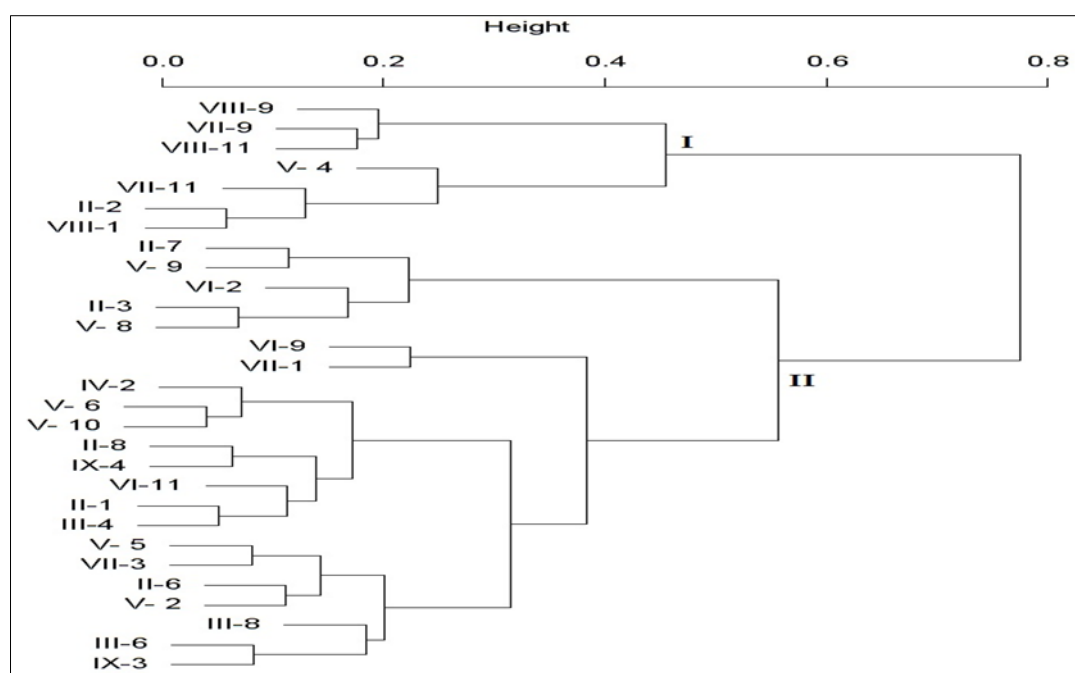 Height
0.0 0.2 0.4 0.6 0.8
VIII-9
VII-9
I
VIII-11
V- 4
VII-11
II-2
VIII-1
II-7
V- 9
VI-2
II-3
V- 8
VI-9
VII-1
II
IV-2
V- 6
V- 10
II-8
IX-4
VI-11
II-1
III-4
V- 5
VII-3
II-6
V- 2
III-8
III-6
IX-3